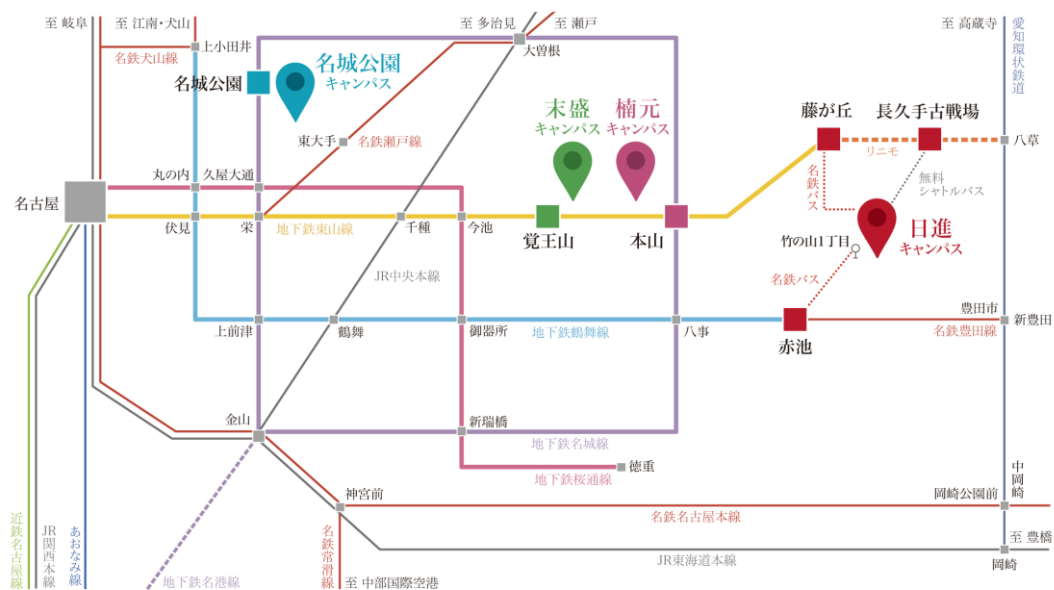 至 岐阜
至 江南・犬山
至 多治見
至 瀬戸
至 高蔵寺
愛知環状鉄道
上小田井
名鉄犬山線
大曽根
名城公園
名城公園
キャンパス
末盛
キャンパス
楠元
キャンパス
藤が丘
長久手古戦場
東大手
名鉄瀬戸線
リニモ
八草
丸の内
久屋大通
名鉄バス
無料
シャトルバス
名古屋
伏見
栄
地下鉄東山線
千種
今池
覚王山
本山
日進
キャンパス
竹の山1丁目
JR中央本線
名鉄バス
上前津
鶴舞
御器所
地下鉄鶴舞線
八事
赤池
豊田市
名鉄豊田線
新豊田
金山
新瑞橋
地下鉄名城線
徳重
地下鉄桜通線
神宮前
岡崎公園前
中岡崎
名鉄名古屋本線
近鉄名古屋線
JR関西本線
あおなみ線
名鉄常滑線
至 豊橋
JR東海道本線
岡崎
地下鉄名港線
至 中部国際空港